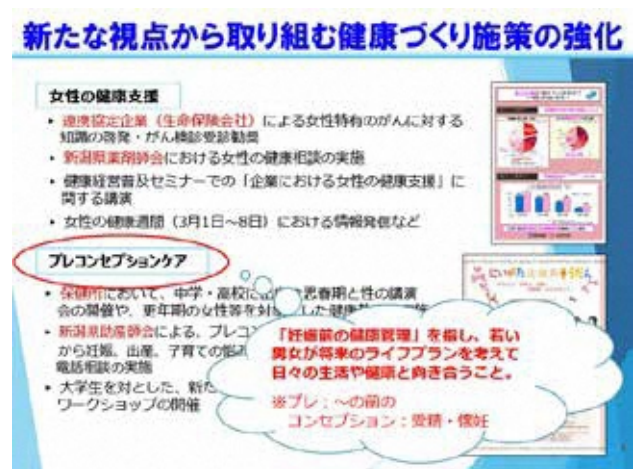 新たな視点から取り組む健康づくり施策の強化
女性の健康支援
・ 連携協定企業（生命保険会社）による女性特有のがんに対する
知識の啓発・がん検診受診勧奨
・ 新潟県薬剤師会における女性の健康相談の実施
・ 健康経営普及セミナーでの「企業における女性の健康支援」に
関する講演
・ 女性の健康週間（3月1日～8日）における情報発信など
プレコンセプションケア
・ 保健所において、中学・高校に
思春期と性の講演
会の開催や、更年期の女性等を対
した健康
・ 新潟県助産師会による、プレコン
から妊娠、出産、子育ての悩み
電話相談の実施
・ 大学生を対とした、新た
ワークショップの開催
「妊娠前の健康管理」を指し、若い
男女が将来のライフプランを考えて
日々の生活や健康と向き合うこと。
※プレ：～の前の
コンセプション：受精・懐妊